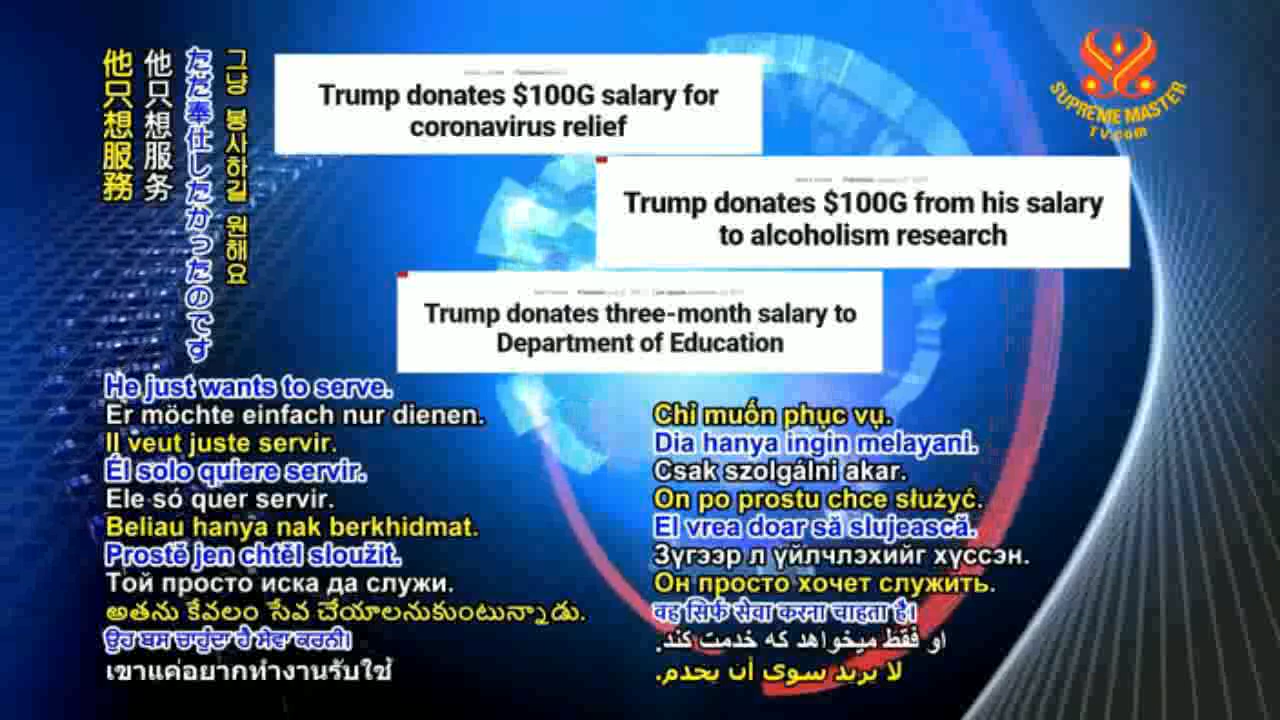 그냥 봉사하길 원해요
ただ奉仕したかったのです
他只想服务
他只想服務
Trump donates $100G salary for
coronavirus relief
SUPREME MASTER
TV.com
Trump donates $100G from his salary
to alcoholism research
Trump donates three-month salary to
Department of Education
He just wants to serve.
Er möchte einfach nur dienen.
Il veut juste servir.
Él solo quiere servir.
Ele só quer servir.
Beliau hanya nak berkhidmat.
Prostě jen chtěl sloužit.
Той просто иска да служи.
అతను కేవలం సేవ చేయాలనుకుంటున్నాడు.
ਉਹ ਬਸ ਚਾਹੁੰਦਾ ਹੈ ਸੇਵਾ ਕਰਨੀ।
เขาแค่อยากทำงานรับใช้
Chỉ muốn phục vụ.
Dia hanya ingin melayani.
Csak szolgálni akar.
On po prostu chce służyć.
El vrea doar să slujească.
Зүгээр л үйлчлэхийг хүссэн.
Он просто хочет служить.
वह सिर्फ सेवा करना चाहता है।
او فقط میخواهد که خدمت کند.
لا يريد سوى أن يخدم.